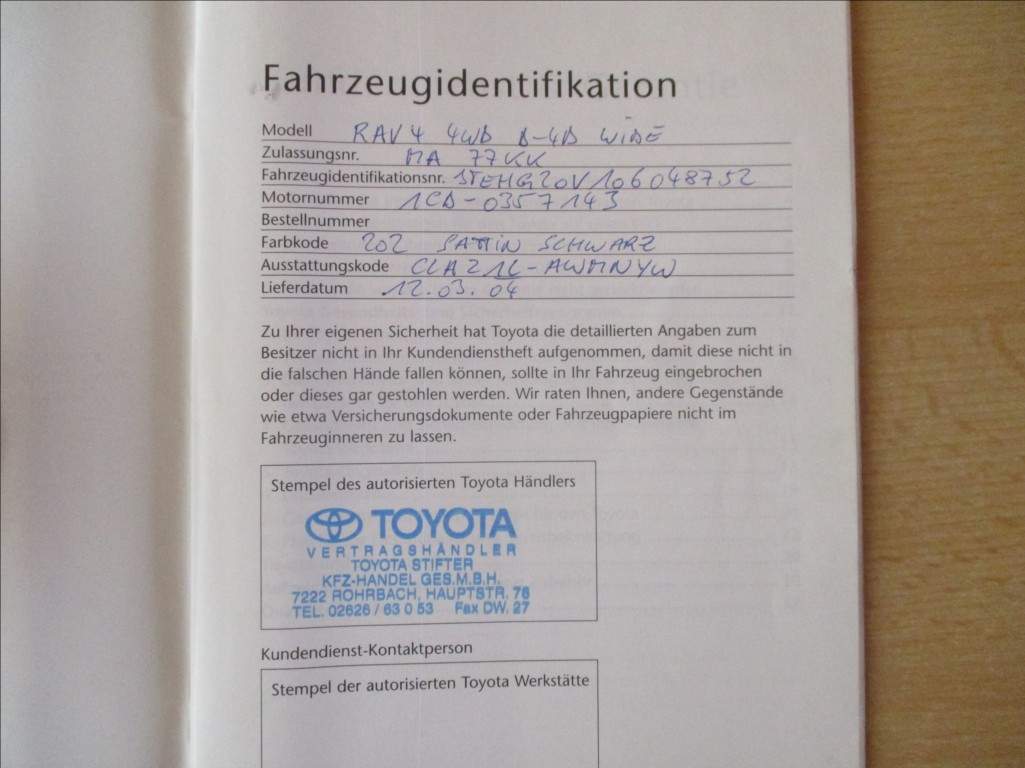 Fahrzeugidentifikation
Modell RAV4 4WD D-4D WIDE
Zulassungsnr. MA 77KK
Fahrzeugidentifikationsnr. JTEHG20V106048752
Motornummer 1CD-0357143
Bestellnummer
Farbkode 202 SATTIN SCHWARZ
Ausstattungskode CLA21L-AWMNYW
Lieferdatum 12.03.04
Zu Ihrer eigenen Sicherheit hat Toyota die detaillierten Angaben zum
Besitzer nicht in Ihr Kundendienstheft aufgenommen, damit diese nicht in
die falschen Hände fallen können, sollte in Ihr Fahrzeug eingebrochen
oder dieses gar gestohlen werden. Wir raten Ihnen, andere Gegenstände
wie etwa Versicherungsdokumente oder Fahrzeugpapiere nicht im
Fahrzeuginneren zu lassen.
Stempel des autorisierten Toyota Händlers
TOYOTA
VERTRAGSHÄNDLER
TOYOTA STIFTER
KFZ-HANDEL GES.M.B.H.
7222 ROHRBACH, HAUPTSTR. 76
TEL. 02626 / 63 0 53 Fax DW. 27
Kundendienst-Kontaktperson
Stempel der autorisierten Toyota Werkstätte